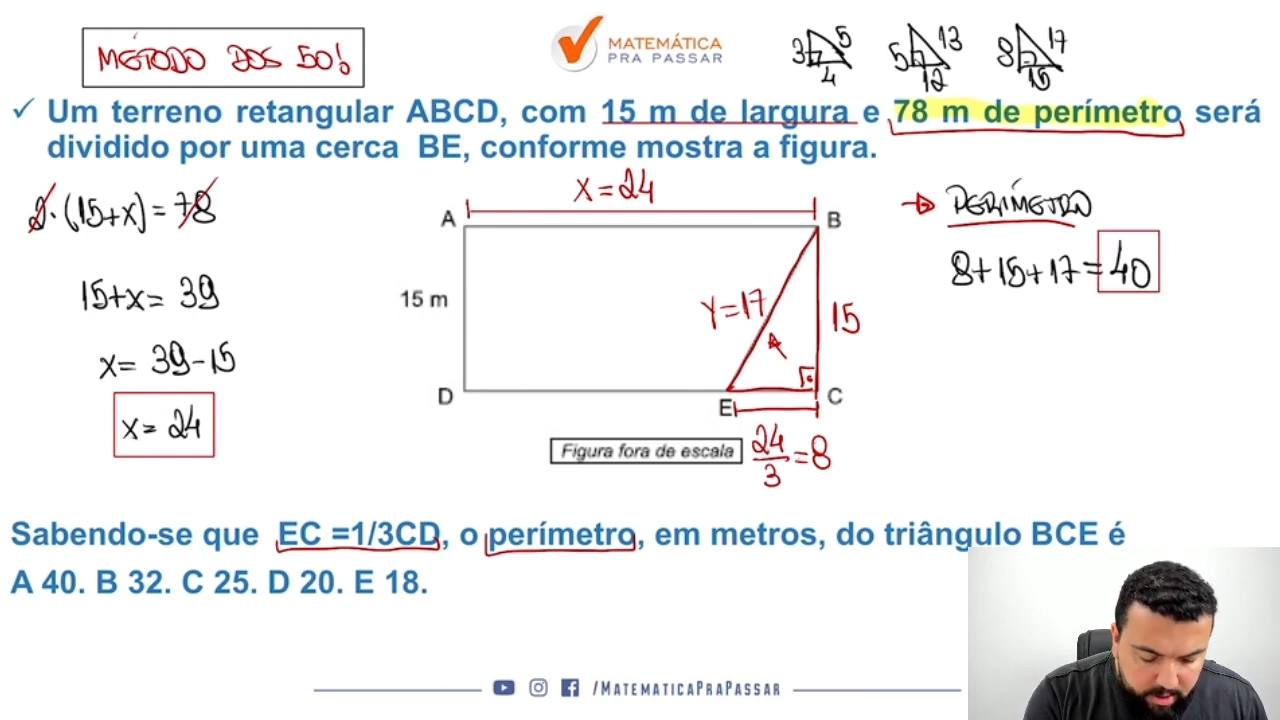 MÉTODO DOS 50!
MATEMÁTICA
PRA PASSAR
3 5
4
5 13
12
8 17
15
✓ Um terreno retangular ABCD, com 15 m de largura e 78 m de perímetro será
dividido por uma cerca BE, conforme mostra a figura.
2·(15+x)=78
15+x=39
x=39-15
x=24
X=24
A
B
15 m
Y=17
15
D
E
C
Figura fora de escala
24/3=8
PERÍMETRO
8+15+17=40
Sabendo-se que EC =1/3CD, o perímetro, em metros, do triângulo BCE é
A 40. B 32. C 25. D 20. E 18.
/MATEMATICAPRAPASSAR